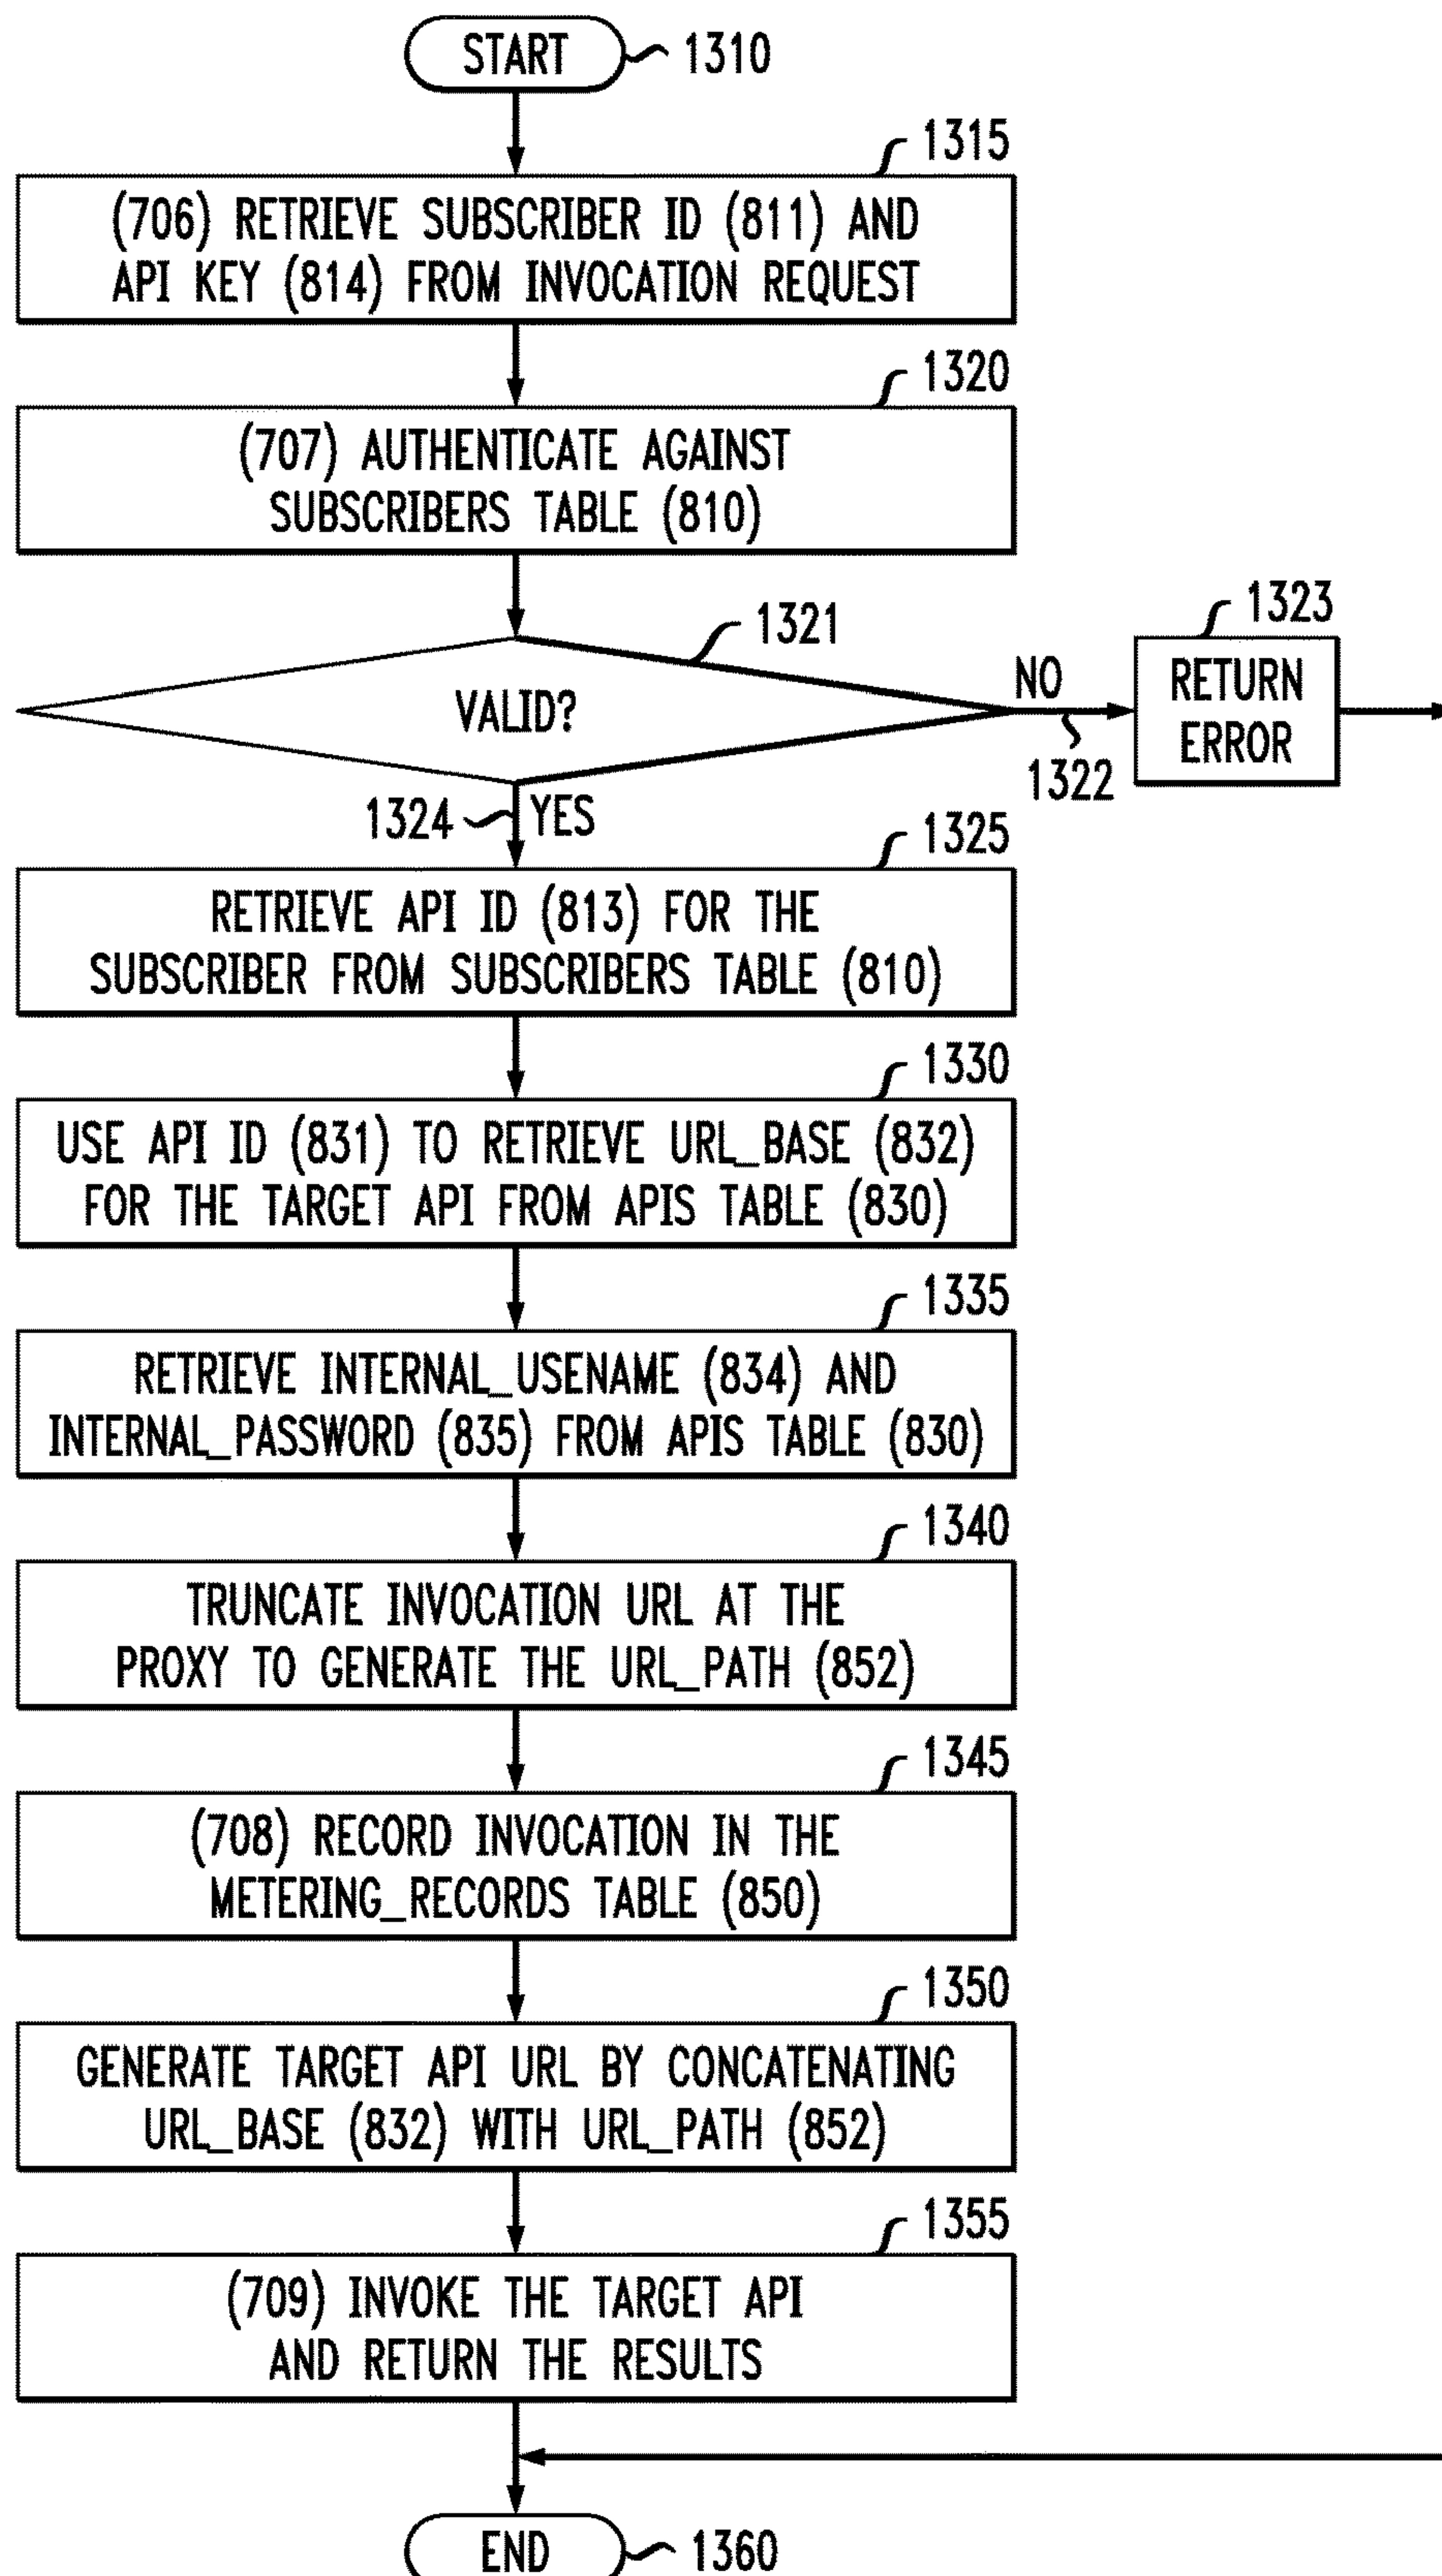 START
1310
1315
(706) RETRIEVE SUBSCRIBER ID (811) AND
API KEY (814) FROM INVOCATION REQUEST
1320
(707) AUTHENTICATE AGAINST
SUBSCRIBERS TABLE (810)
1321
VALID?
NO
1322
1323
RETURN
ERROR
1324
YES
1325
RETRIEVE API ID (813) FOR THE
SUBSCRIBER FROM SUBSCRIBERS TABLE (810)
1330
USE API ID (831) TO RETRIEVE URL_BASE (832)
FOR THE TARGET API FROM APIS TABLE (830)
1335
RETRIEVE INTERNAL_USENAME (834) AND
INTERNAL_PASSWORD (835) FROM APIS TABLE (830)
1340
TRUNCATE INVOCATION URL AT THE
PROXY TO GENERATE THE URL_PATH (852)
1345
(708) RECORD INVOCATION IN THE
METERING_RECORDS TABLE (850)
1350
GENERATE TARGET API URL BY CONCATENATING
URL_BASE (832) WITH URL_PATH (852)
1355
(709) INVOKE THE TARGET API
AND RETURN THE RESULTS
END
1360